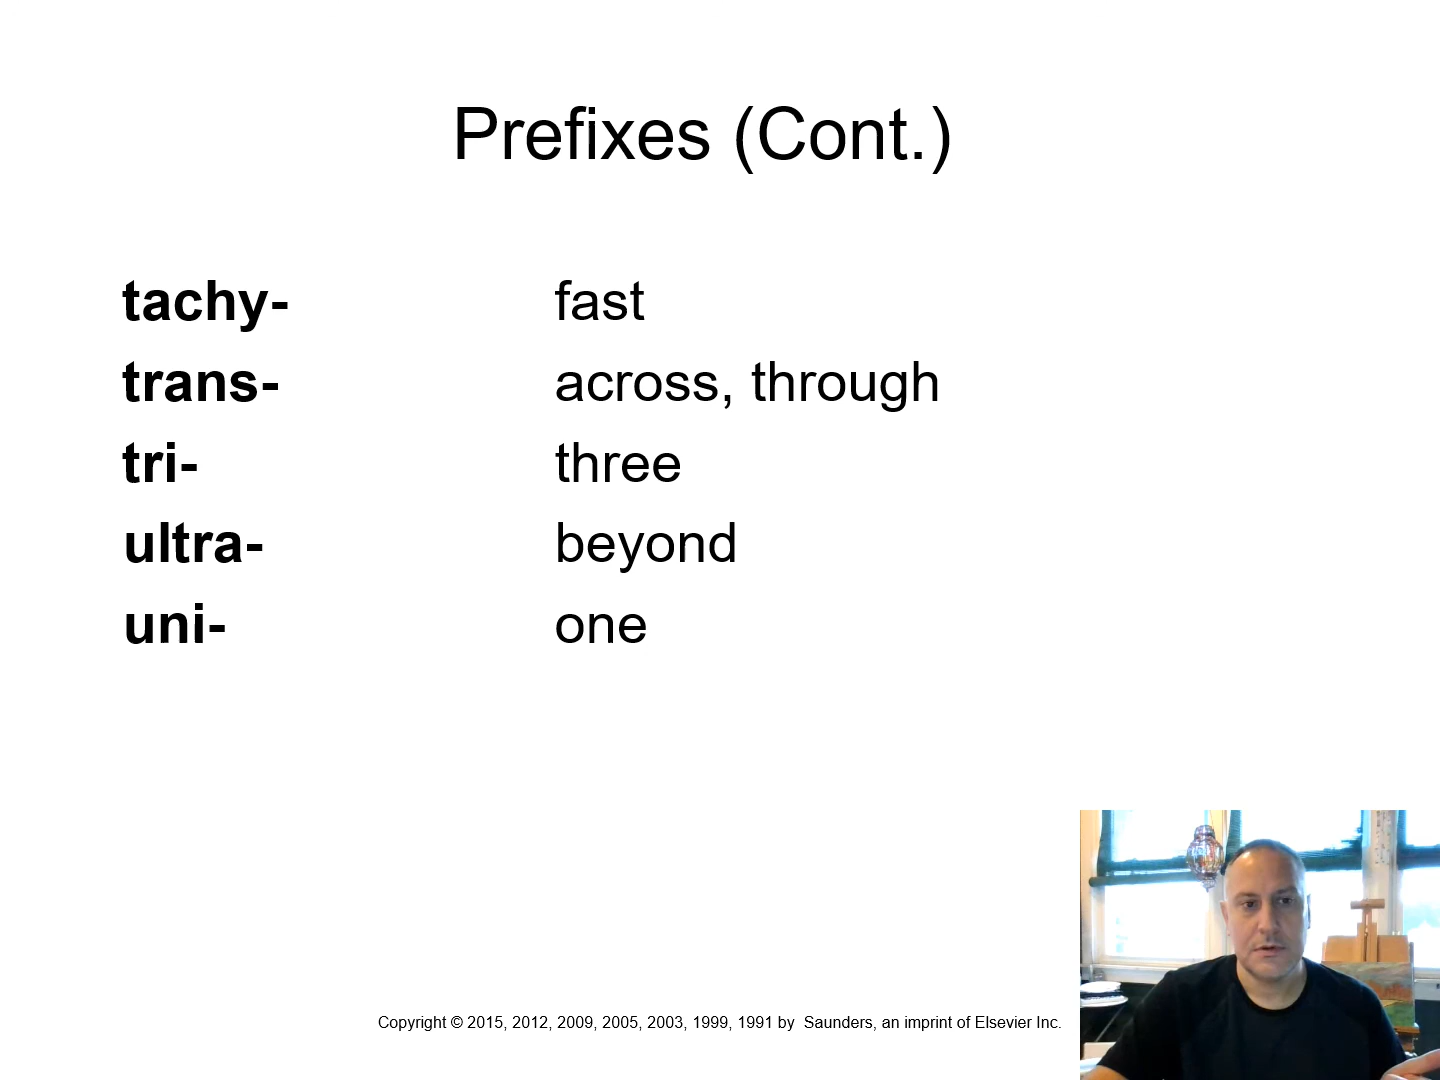 Prefixes (Cont.)
tachy- fast
trans- across, through
tri- three
ultra- beyond
uni- one
Copyright © 2015, 2012, 2009, 2005, 2003, 1999, 1991 by Saunders, an imprint of Elsevier Inc.